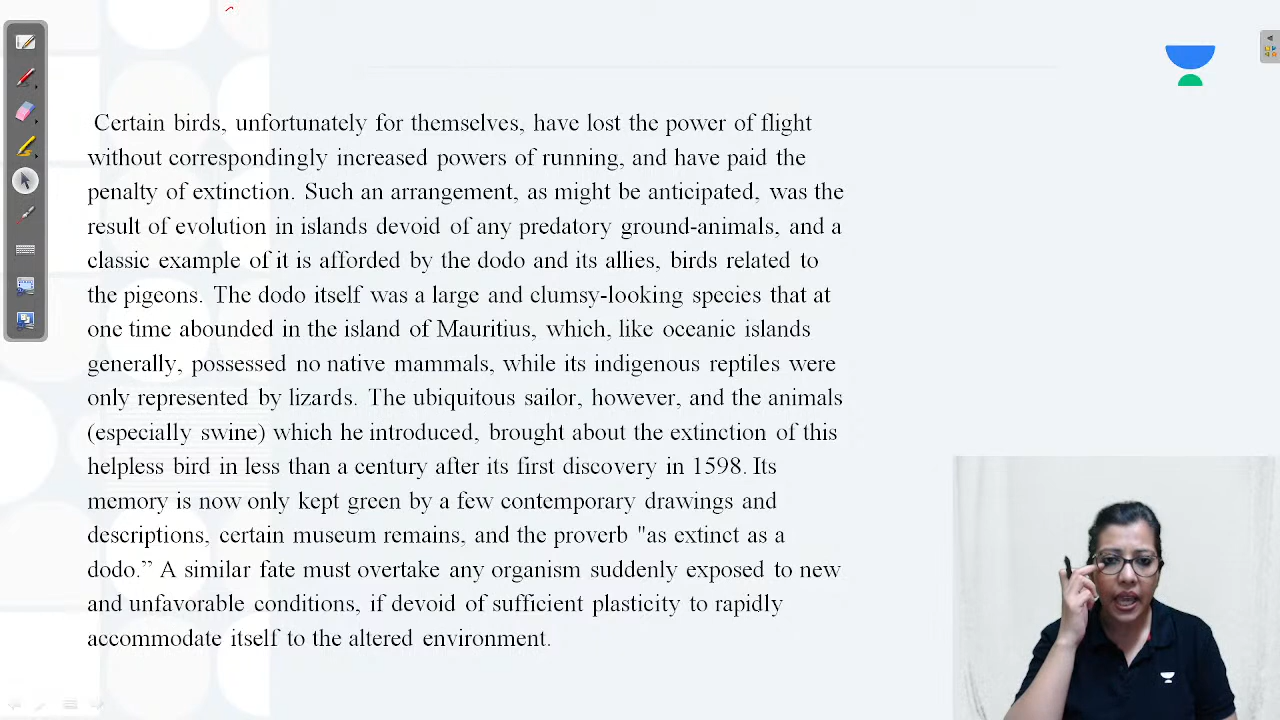 Certain birds, unfortunately for themselves, have lost the power of flight
without correspondingly increased powers of running, and have paid the
penalty of extinction. Such an arrangement, as might be anticipated, was the
result of evolution in islands devoid of any predatory ground-animals, and a
classic example of it is afforded by the dodo and its allies, birds related to
the pigeons. The dodo itself was a large and clumsy-looking species that at
one time abounded in the island of Mauritius, which, like oceanic islands
generally, possessed no native mammals, while its indigenous reptiles were
only represented by lizards. The ubiquitous sailor, however, and the animals
(especially swine) which he introduced, brought about the extinction of this
helpless bird in less than a century after its first discovery in 1598. Its
memory is now only kept green by a few contemporary drawings and
descriptions, certain museum remains, and the proverb "as extinct as a
dodo.” A similar fate must overtake any organism suddenly exposed to new
and unfavorable conditions, if devoid of sufficient plasticity to rapidly
accommodate itself to the altered environment.